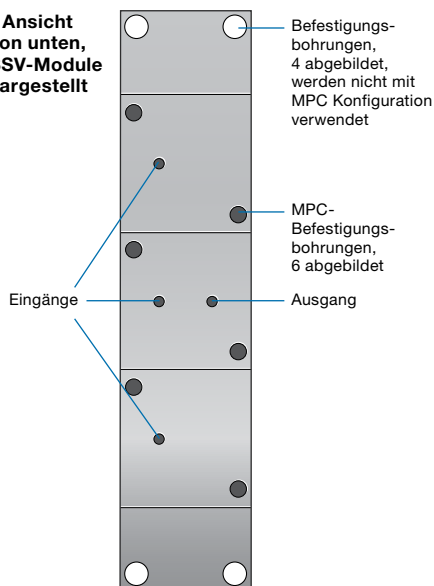 Ansicht
on unten,
SV-Module
argestellt
Befestigungs-
bohrungen,
4 abgebildet,
werden nicht mit
MPC Konfiguration
verwendet
MPC-
Befestigungs-
bohrungen,
6 abgebildet
Eingänge
Ausgang